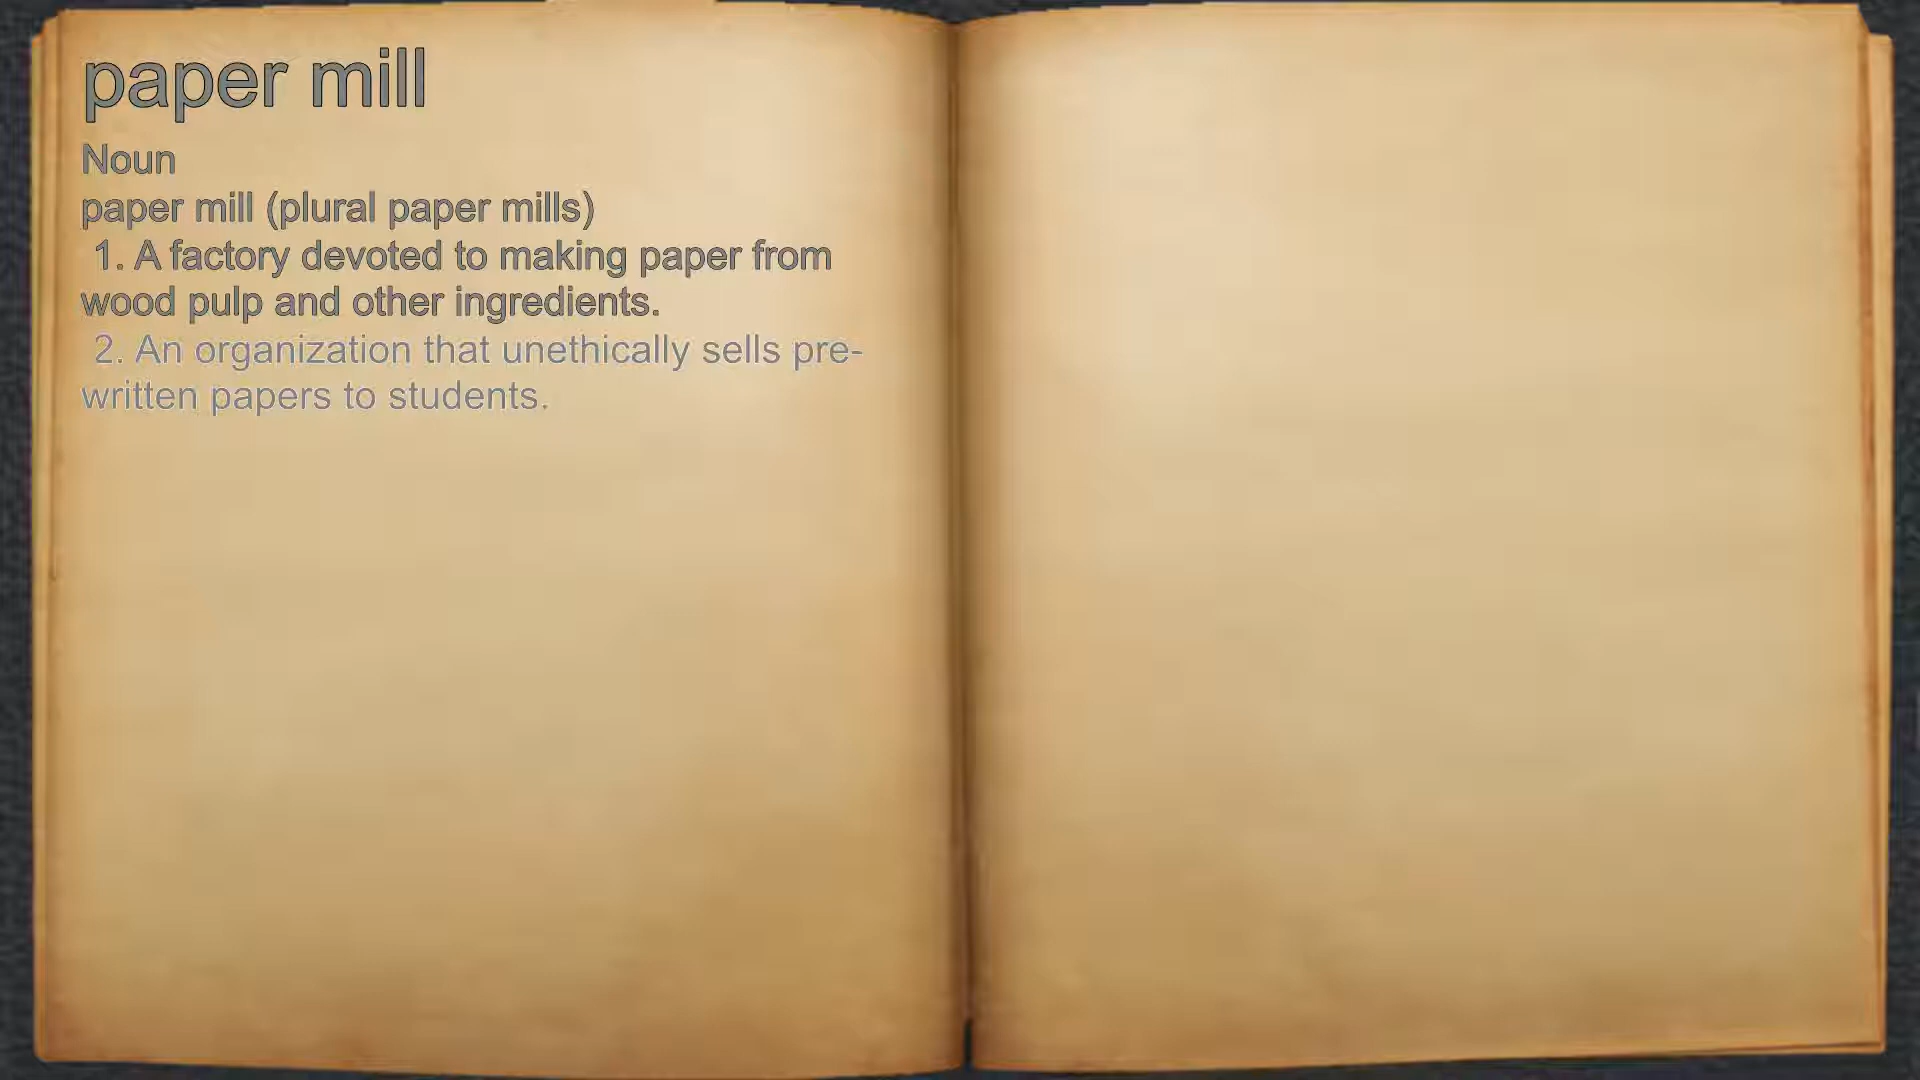 paper mill
Noun
paper mill (plural paper mills)
1. A factory devoted to making paper from
wood pulp and other ingredients.
2. An organization that unethically sells pre-
written papers to students.